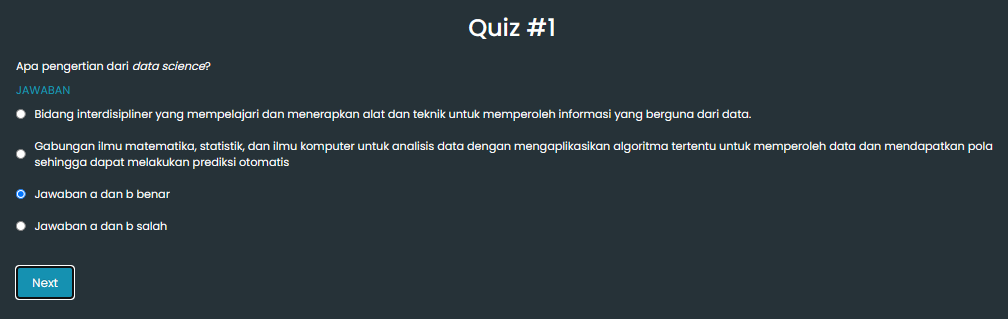 Quiz #1
Apa pengertian dari data science?
JAWABAN
Bidang interdisipliner yang mempelajari dan menerapkan alat dan teknik untuk memperoleh informasi yang berguna dari data.
Gabungan ilmu matematika, statistik, dan ilmu komputer untuk analisis data dengan mengaplikasikan algoritma tertentu untuk memperoleh data dan mendapatkan pola
sehingga dapat melakukan prediksi otomatis
Jawaban a dan b benar
Jawaban a dan b salah
Next